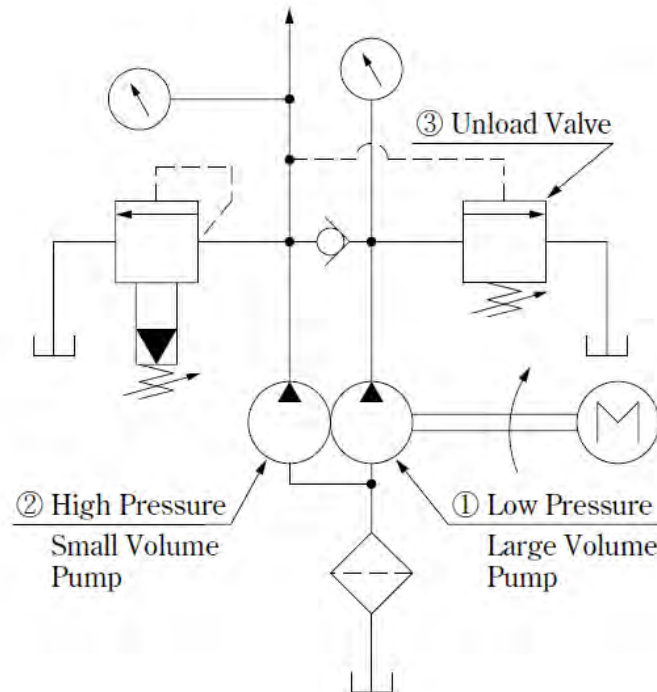 ③ Unload Valve
M
② High Pressure
Small Volume
Pump
① Low Pressure
Large Volume
Pump